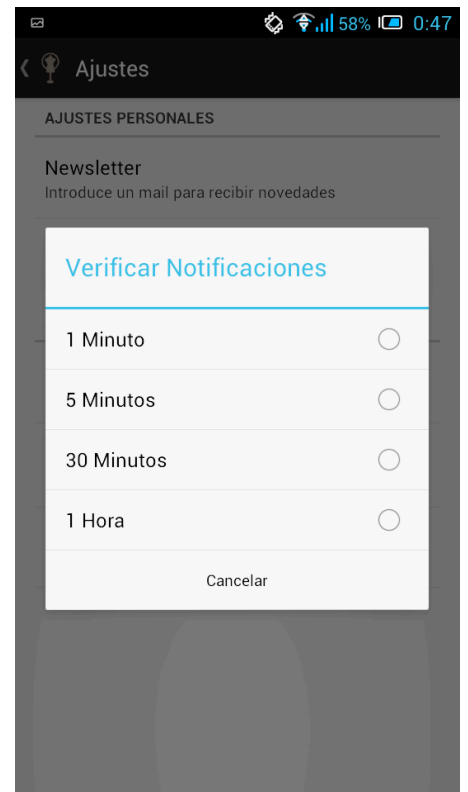 58% 0:47
Ajustes
AJUSTES PERSONALES
Newsletter
Introduce un mail para recibir novedades
Verificar Notificaciones
1 Minuto
5 Minutos
30 Minutos
1 Hora
Cancelar